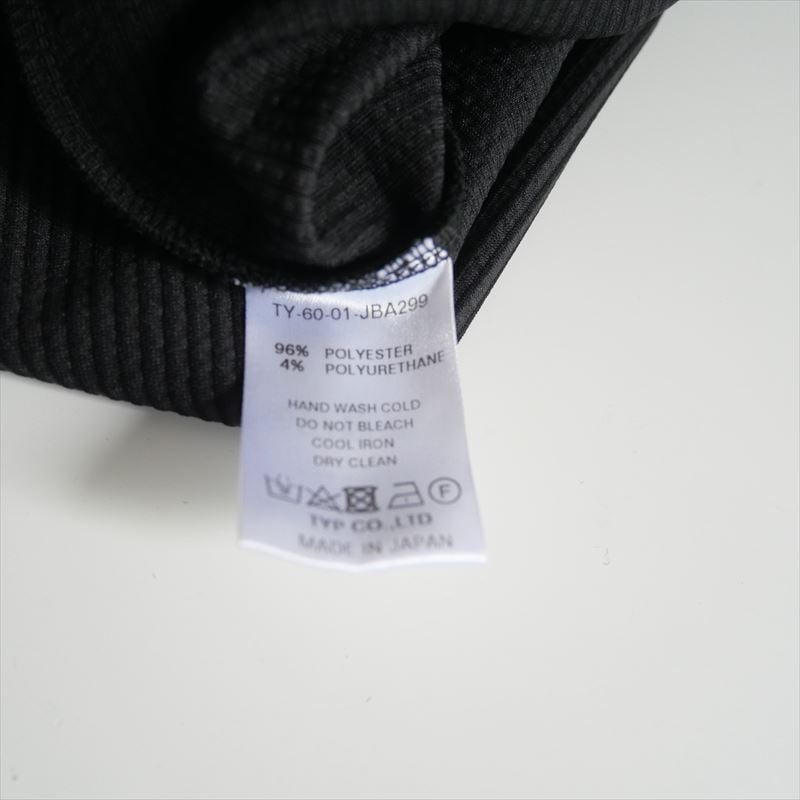 TY-60-01-JBA299
96% POLYESTER
4% POLYURETHANE
HAND WASH COLD
DO NOT BLEACH
COOL IRON
DRY CLEAN
F
TYP CO.,LTD
MADE IN JAPAN